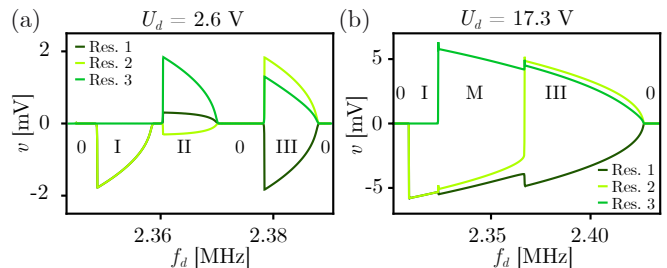 (a) U_d = 2.6 V
(b) U_d = 17.3 V
v [mV]
2
0
-2
Res. 1
Res. 2
Res. 3
0 I II 0 III 0
2.36 2.38
f_d [MHz]
v [mV]
5
0
-5
0 I M III 0
Res. 1
Res. 2
Res. 3
2.35 2.40
f_d [MHz]